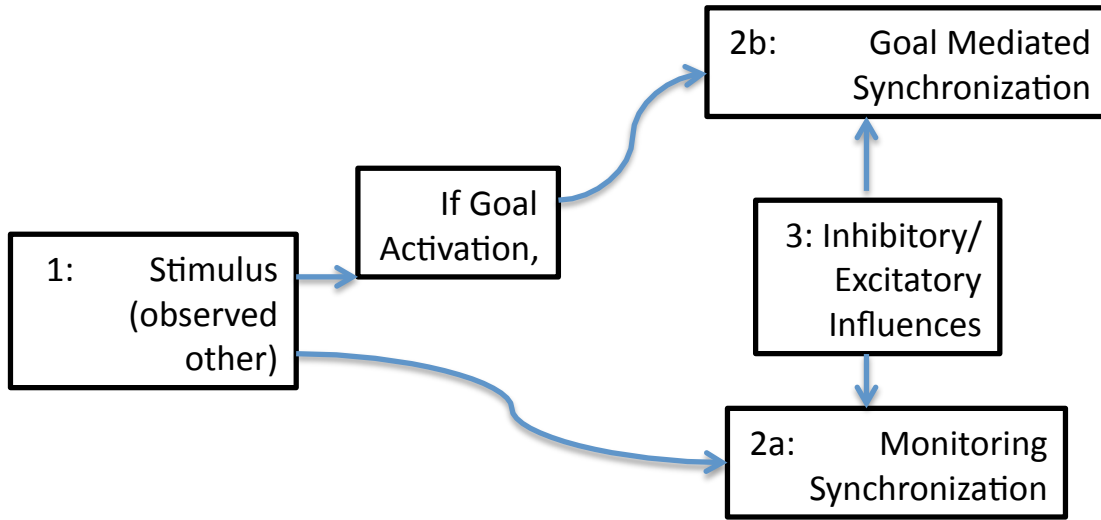 1: Stimulus
(observed
other)
If Goal
Activation,
2b: Goal Mediated
Synchronization
3: Inhibitory/
Excitatory
Influences
2a: Monitoring
Synchronization